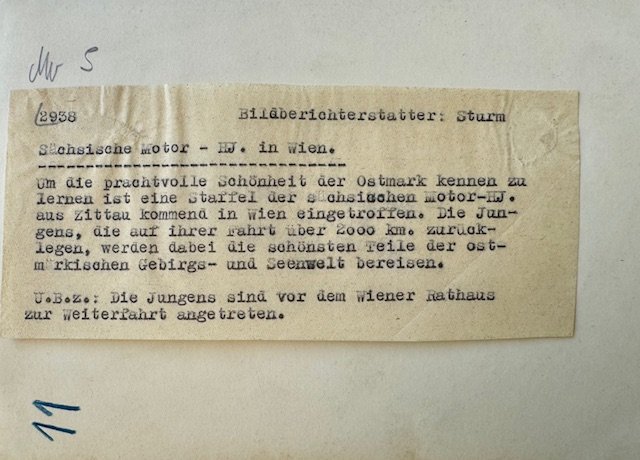 Mv 5
2938 Bildberichterstatter: Sturm
Sächsische Motor - HJ. in Wien.
Um die prachtvolle Schönheit der Ostmark kennen zu
lernen ist eine Staffel der sächsischen Motor-HJ.
aus Zittau kommend in Wien eingetroffen. Die Jun-
gens, die auf ihrer Fahrt über 2000 km. zurück-
legen, werden dabei die schönsten Teile der ost-
märkischen Gebirgs- und Seenwelt bereisen.
U.B.z.: Die Jungens sind vor dem Wiener Rathaus
zur Weiterfahrt angetreten.
11